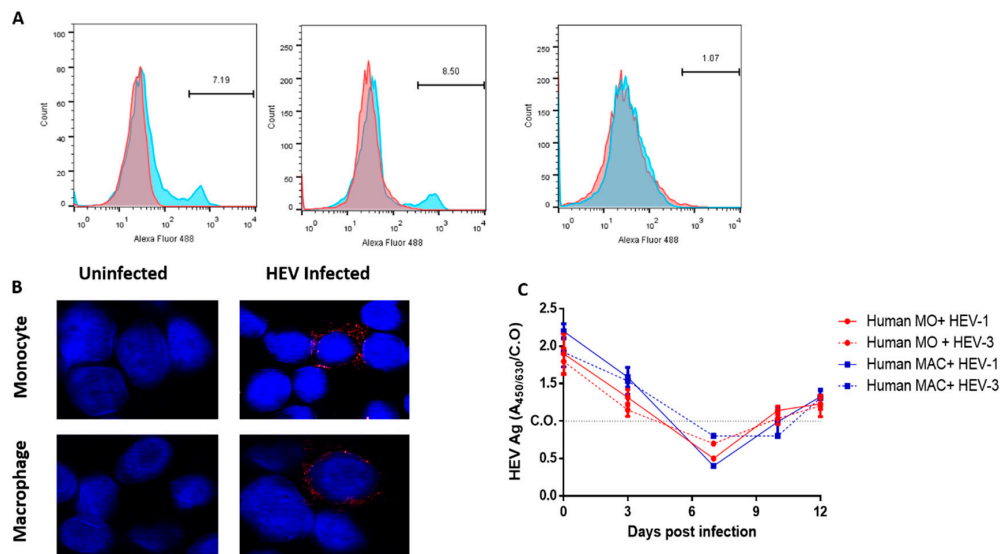 A
7.19
8.50
1.07
100
80
60
40
20
0
250
200
150
100
50
0
250
200
150
100
50
0
Count
Count
Count
10^0 10^1 10^2 10^3 10^4
10^0 10^1 10^2 10^3 10^4
10^0 10^1 10^2 10^3 10^4
Alexa Fluor 488
Alexa Fluor 488
Alexa Fluor 488
Uninfected
HEV Infected
B
Monocyte
Macrophage
C
HEV Ag (A450/630/C.O)
2.5
2.0
1.5
C.O
0.5
0.0
0 3 6 9 12
Days post infection
Human MO+ HEV-1
Human MO + HEV-3
Human MAC+ HEV-1
Human MAC+ HEV-3